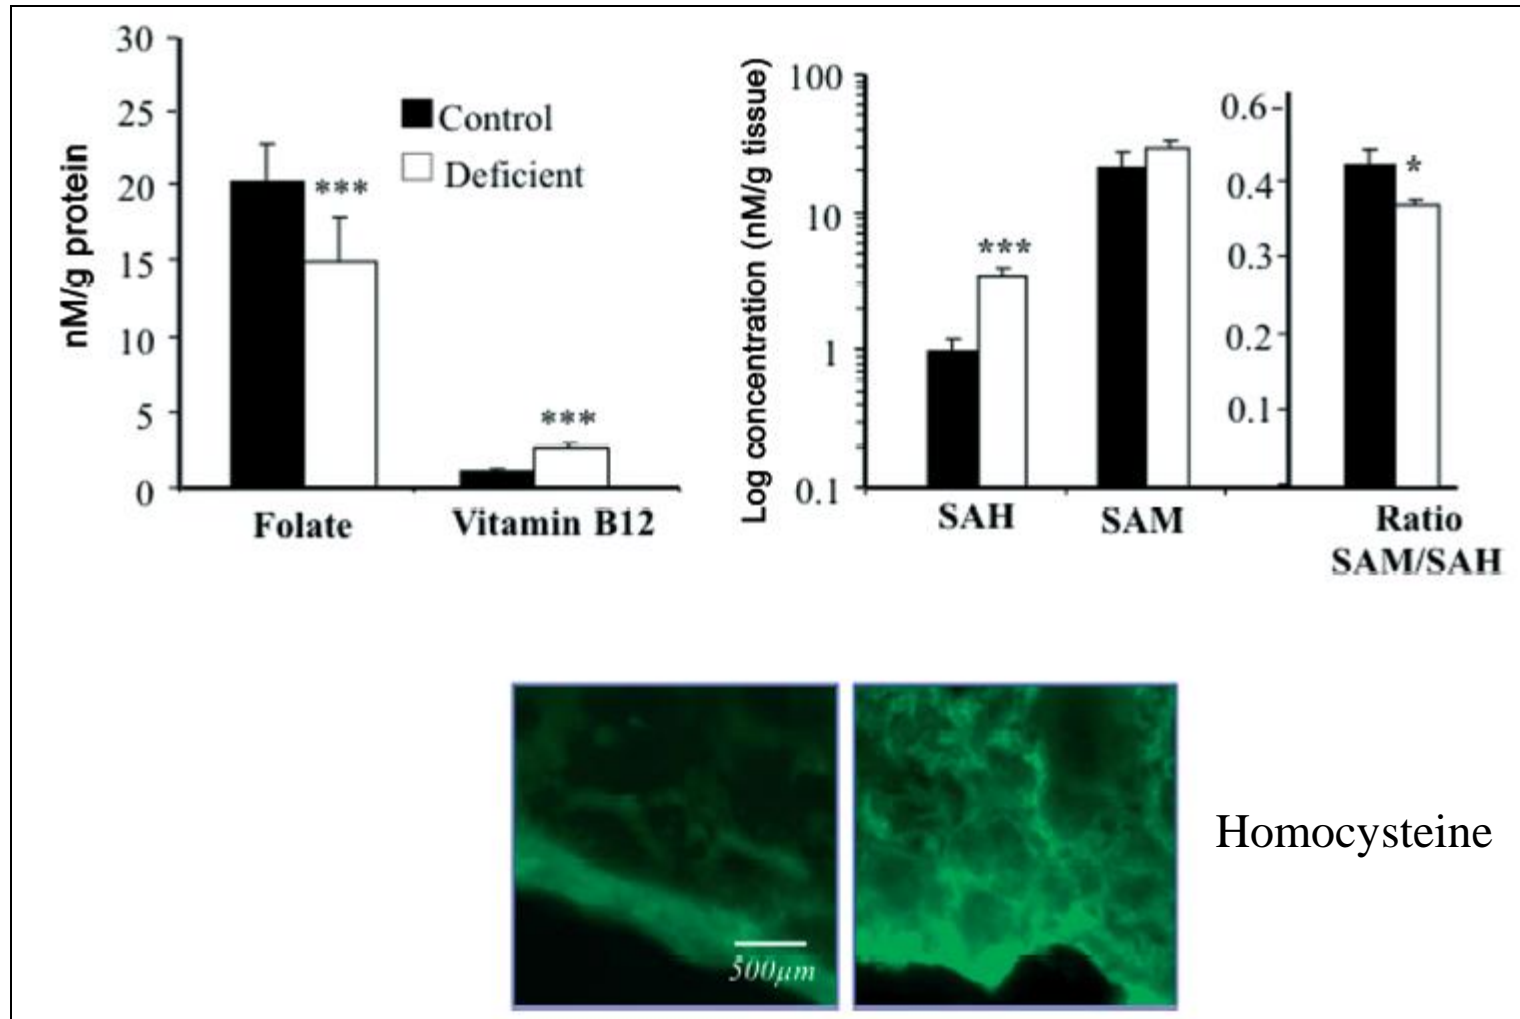 30
25
20
15
10
5
0
nM/g protein
Control
Deficient
***
***
Folate
Vitamin B12
Log concentration (nM/g tissue)
100
10
1
0.1
***
SAH
SAM
0.6
0.4
0.3
0.2
0.1
*
Ratio
SAM/SAH
500µm
Homocysteine